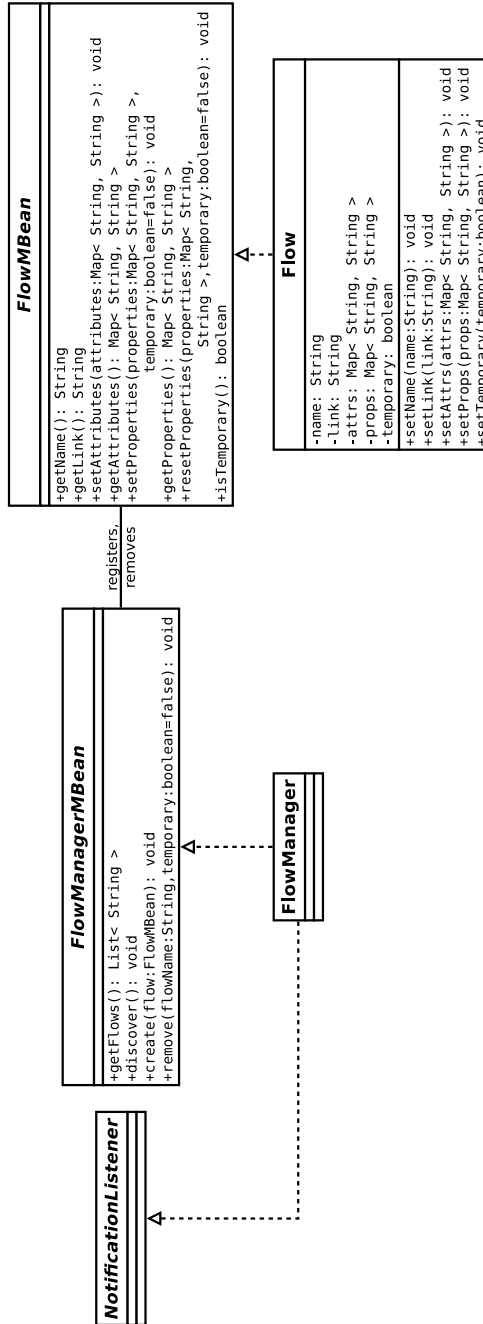 NotificationListener
FlowManagerMBean
+getFlows(): List< String >
+discover(): void
+create(flow:FlowMBean): void
+remove(flowName:String,temporary:boolean=false): void
registers,
removes
FlowMBean
+getName(): String
+getLink(): String
+setAttributes(attributes:Map< String, String >): void
+getAttributes(): Map< String, String >
+setProperties(properties:Map< String, String >,
temporary:boolean=false): void
+getProperties(): Map< String, String >
+resetProperties(properties:Map< String,
String >,temporary:boolean=false): void
+isTemporary(): boolean
FlowManager
Flow
-name: String
-link: String
-attrs: Map< String, String >
-props: Map< String, String >
-temporary: boolean
+setName(name:String): void
+setLink(link:String): void
+setAttrs(attrs:Map< String, String >): void
+setProps(props:Map< String, String >): void
+setTemporary(temporary:boolean): void